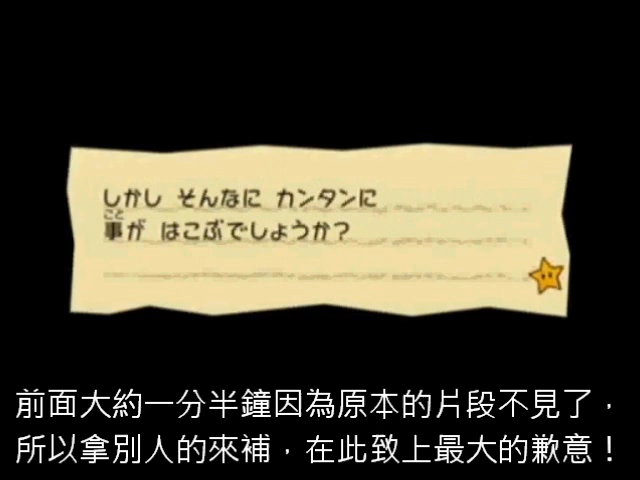 しかし そんなに カンタンに
こと
事が はこぶでしょうか?
前面大約一分半鐘因為原本的片段不見了，
所以拿別人的來補，在此致上最大的歉意！